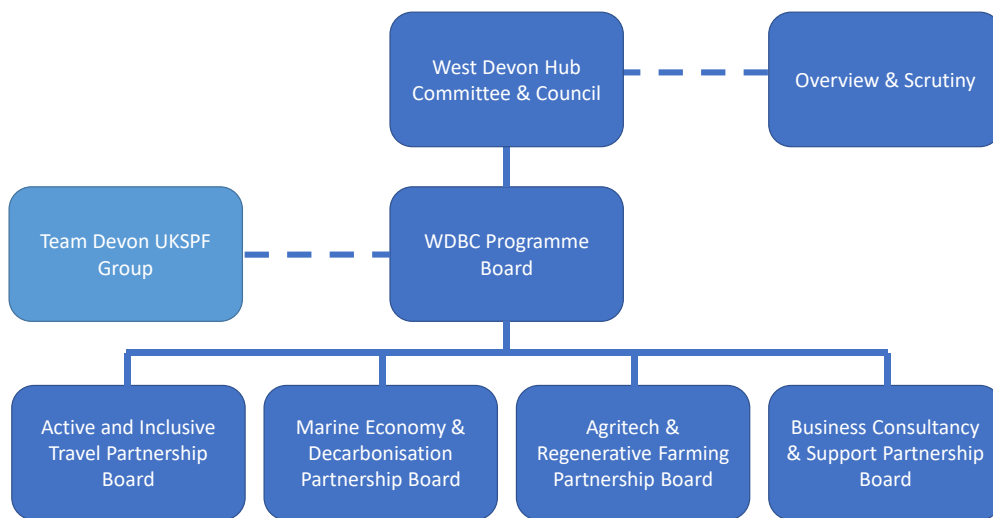 West Devon Hub
Committee & Council
Overview & Scrutiny
Team Devon UKSPF
Group
WDBC Programme
Board
Active and Inclusive
Travel Partnership
Board
Marine Economy &
Decarbonisation
Partnership Board
Agritech &
Regenerative Farming
Partnership Board
Business Consultancy
& Support Partnership
Board